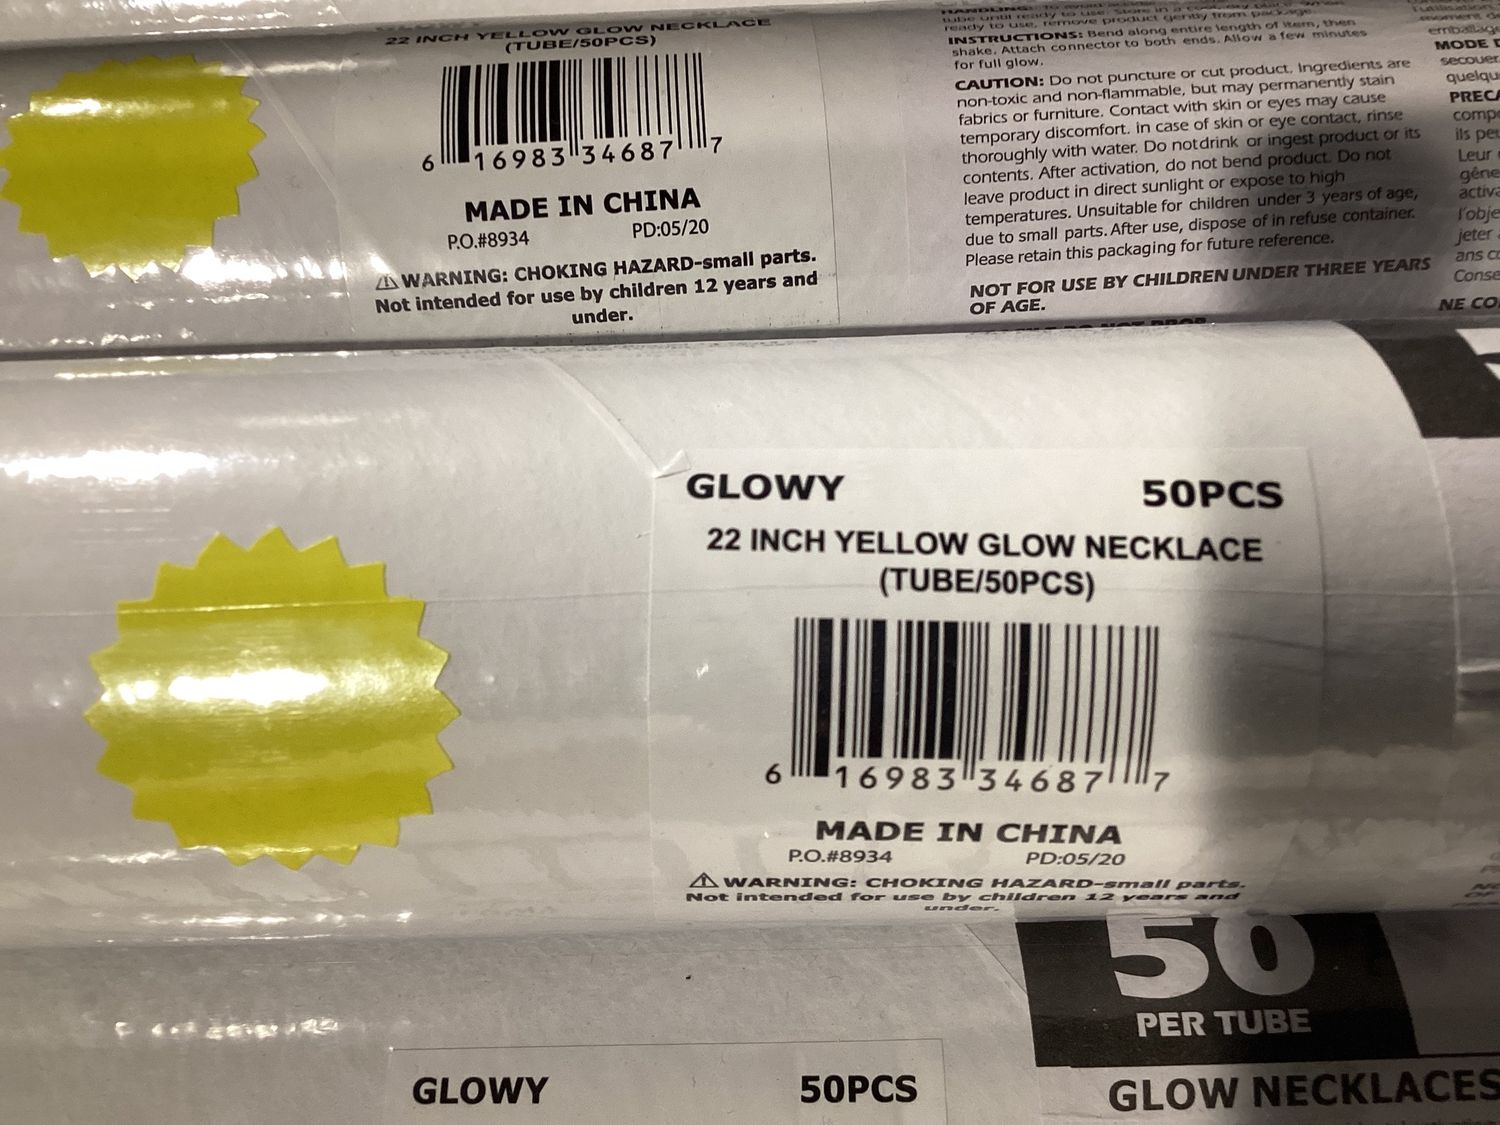 22 INCH YELLOW GLOW NECKLACE
(TUBE/50PCS)
6 16983 34687 7
MADE IN CHINA
P.O.#8934 PD:05/20
⚠WARNING: CHOKING HAZARD-small parts.
Not intended for use by children 12 years and
under.
ready to use, remove product gently from package.
INSTRUCTIONS: Bend along entire length of item, then
shake. Attach connector to both ends. Allow a few minutes
for full glow.
CAUTION: Do not puncture or cut product. Ingredients are
non-toxic and non-flammable, but may permanently stain
fabrics or furniture. Contact with skin or eyes may cause
temporary discomfort. In case of skin or eye contact, rinse
thoroughly with water. Do notdrink or ingest product or its
contents. After activation, do not bend product. Do not
leave product in direct sunlight or expose to high
temperatures. Unsuitable for children under 3 years of age,
due to small parts. After use, dispose of in refuse container.
Please retain this packaging for future reference.
NOT FOR USE BY CHILDREN UNDER THREE YEARS
OF AGE.
MODE
Leur
NE
GLOWY 50PCS
22 INCH YELLOW GLOW NECKLACE
(TUBE/50PCS)
6 16983 34687 7
MADE IN CHINA
P.O.#8934 PD:05/20
⚠WARNING: CHOKING HAZARD-small parts.
Not intended for use by children 12 years and
under.
50
PER TUBE
GLOW NECKLACES
GLOWY 50PCS